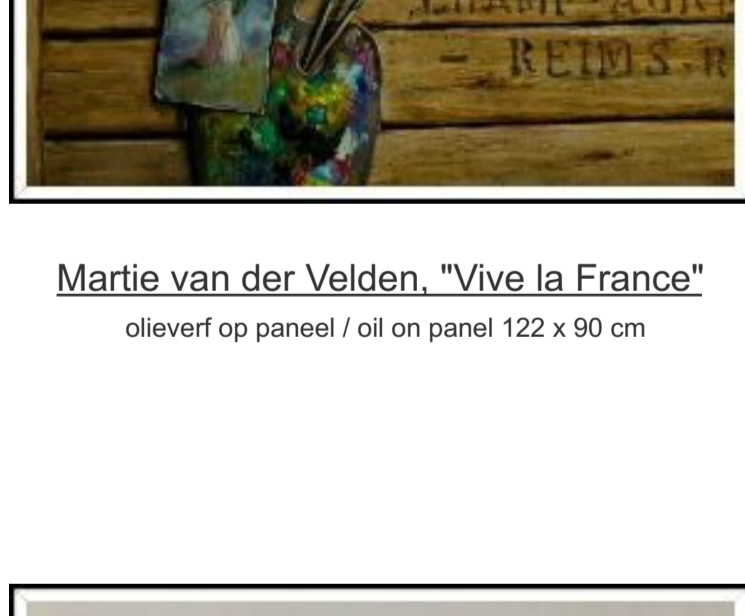 - REIMS-R
Martie van der Velden, "Vive la France"
olieverf op paneel / oil on panel 122 x 90 cm